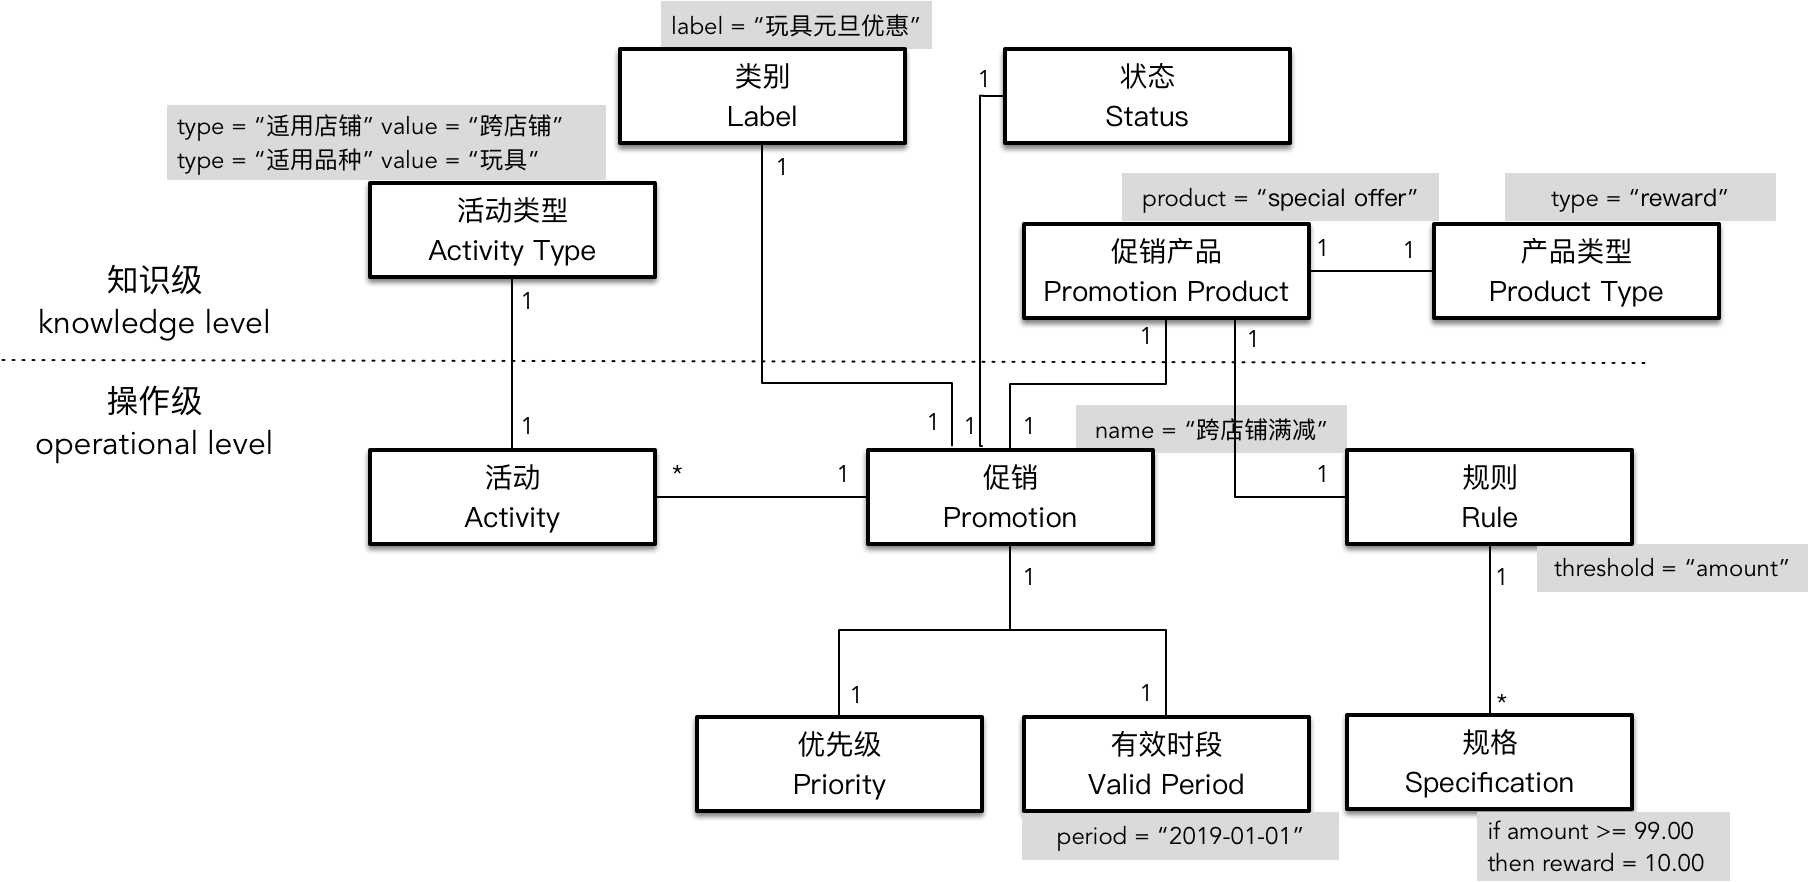 label = “玩具元旦优惠”
类别
Label
1
状态
Status
1
type = “适用店铺” value = “跨店铺”
type = “适用品种” value = “玩具”
活动类型
Activity Type
1
product = “special offer”
促销产品
Promotion Product
1
1
type = “reward”
产品类型
Product Type
1
1
知识级
knowledge level
操作级
operational level
1
1
1
1
name = “跨店铺满减”
活动
Activity
*
1
促销
Promotion
1
规则
Rule
threshold = “amount”
1
1
1
1
*
优先级
Priority
有效时段
Valid Period
period = “2019-01-01”
规格
Specification
if amount >= 99.00
then reward = 10.00